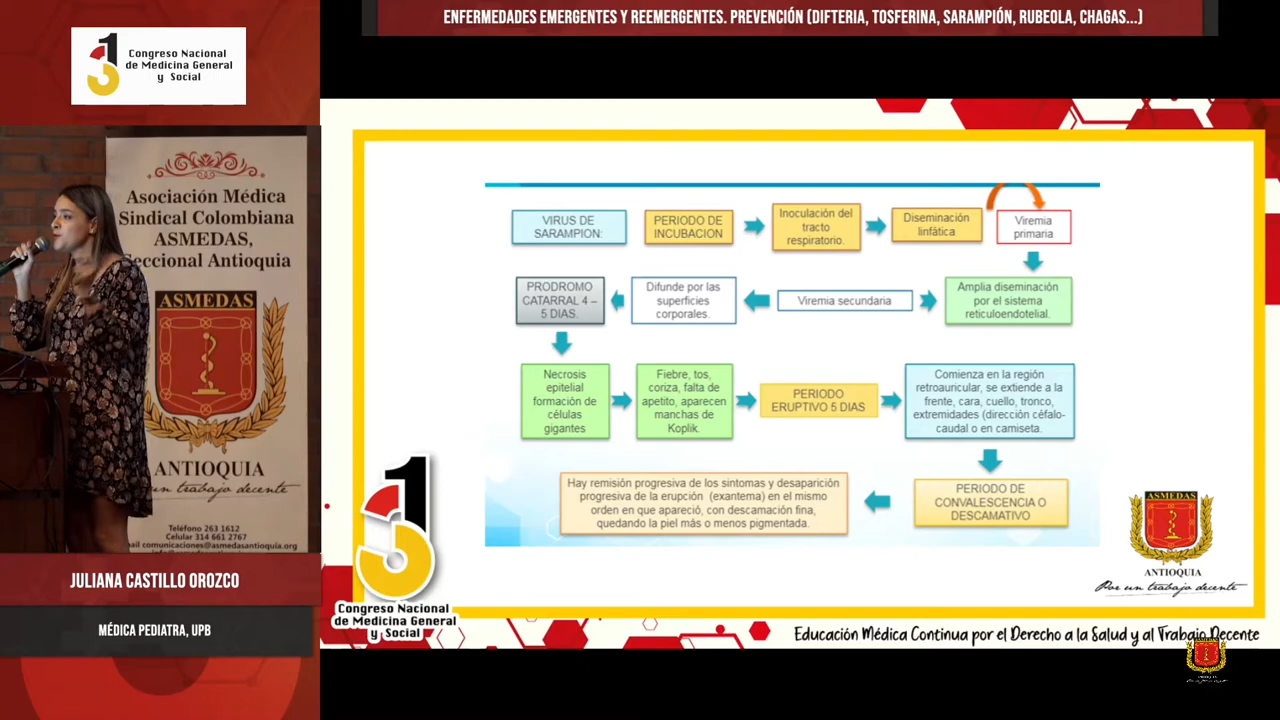 ENFERMEDADES EMERGENTES Y REEMERGENTES. PREVENCIÓN (DIFTERIA, TOSFERINA, SARAMPIÓN, RUBEOLA, CHAGAS...)
Congreso Nacional
de Medicina General
y Social
Asociación Médica
Sindical Colombiana
ASMEDAS,
Seccional Antioquia
ASMEDAS
ANTIOQUIA
un trabajo decente
Teléfono 263 1612
Celular 314 661 2767
mail comunicaciones@asmedasantioquia.org
JULIANA CASTILLO OROZCO
MÉDICA PEDIATRA, UPB
VIRUS DE
SARAMPION:
PERIODO DE
INCUBACION
Inoculación del
tracto
respiratorio.
Diseminación
linfática
Viremia
primaria
PRODROMO
CATARRAL 4 –
5 DIAS.
Difunde por las
superficies
corporales.
Viremia secundaria
Amplia diseminación
por el sistema
reticuloendotelial.
Necrosis
epitelial
formación de
células
gigantes
Fiebre, tos,
coriza, falta de
apetito, aparecen
manchas de
Koplik.
PERIODO
ERUPTIVO 5 DIAS
Comienza en la región
retroauricular, se extiende a la
frente, cara, cuello, tronco,
extremidades (dirección céfalo-
caudal o en camiseta.
Hay remisión progresiva de los sintomas y desaparición
progresiva de la erupción (exantema) en el mismo
orden en que apareció, con descamación fina,
quedando la piel más o menos pigmentada.
PERIODO DE
CONVALESCENCIA O
DESCAMATIVO
ASMEDAS
ANTIOQUIA
Por un trabajo decente
Congreso Nacional
de Medicina General
y Social
Educación Médica Continua por el Derecho a la Salud y al Trabajo Decente